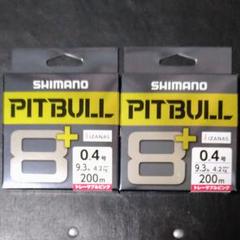 SHIMANO
PITBULL
8+
IZANAS
0.4号
9.3lb 4.2kg
200m
トレーサブルピンク
SHIMANO
PITBULL
8+
IZANAS
0.4号
9.3lb 4.2kg
200m
トレーサブルピンク